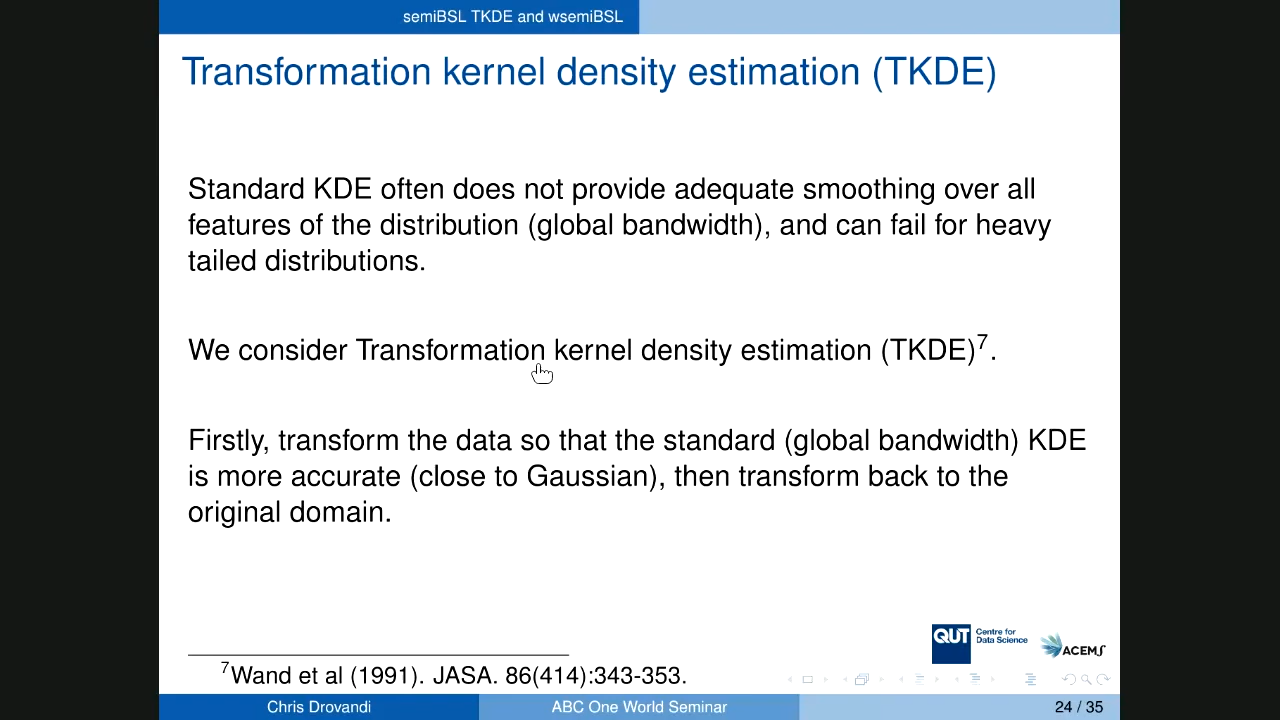 semiBSL TKDE and wsemiBSL
Transformation kernel density estimation (TKDE)
Standard KDE often does not provide adequate smoothing over all
features of the distribution (global bandwidth), and can fail for heavy
tailed distributions.
We consider Transformation kernel density estimation (TKDE)⁷.
Firstly, transform the data so that the standard (global bandwidth) KDE
is more accurate (close to Gaussian), then transform back to the
original domain.
QUT Centre for
Data Science
ACEMS
⁷Wand et al (1991). JASA. 86(414):343-353.
Chris Drovandi ABC One World Seminar 24 / 35